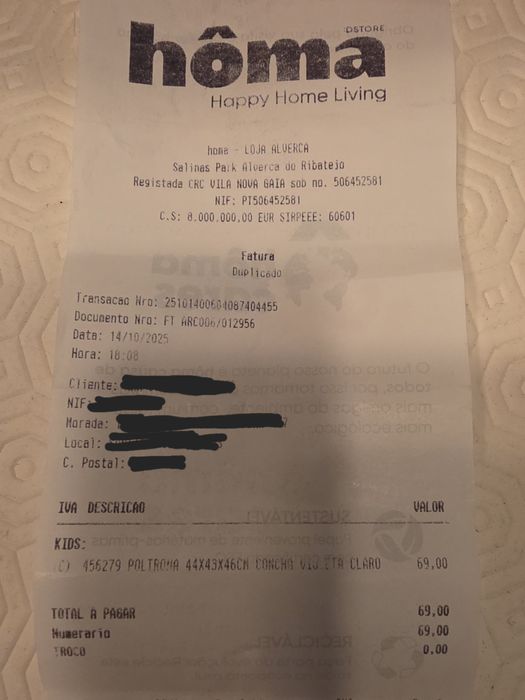 DSTORE
hôma
Happy Home Living
homa - LOJA ALVERCA
Salinas Park Alverca do Ribatejo
Registada CRC VILA NOVA GAIA sob no. 506452581
NIF: PT506452581
C.S: 8.000.000,00 EUR SIRPEEE: 60601
Fatura
Duplicado
Transacao Nro: 25101400604087404455
Documento Nro: FT ARC006/012956
Data: 14/10/2025
Hora: 18:08
Cliente:
NIF
Morada:
Local:
C. Postal:
IVA DESCRICAO VALOR
KIDS:
(C) 456279 POLTRONA 44X43X46CM CONCHA VIOLETA CLARO 69,00
TOTAL A PAGAR 69,00
Numerario 69,00
TROCO 0,00